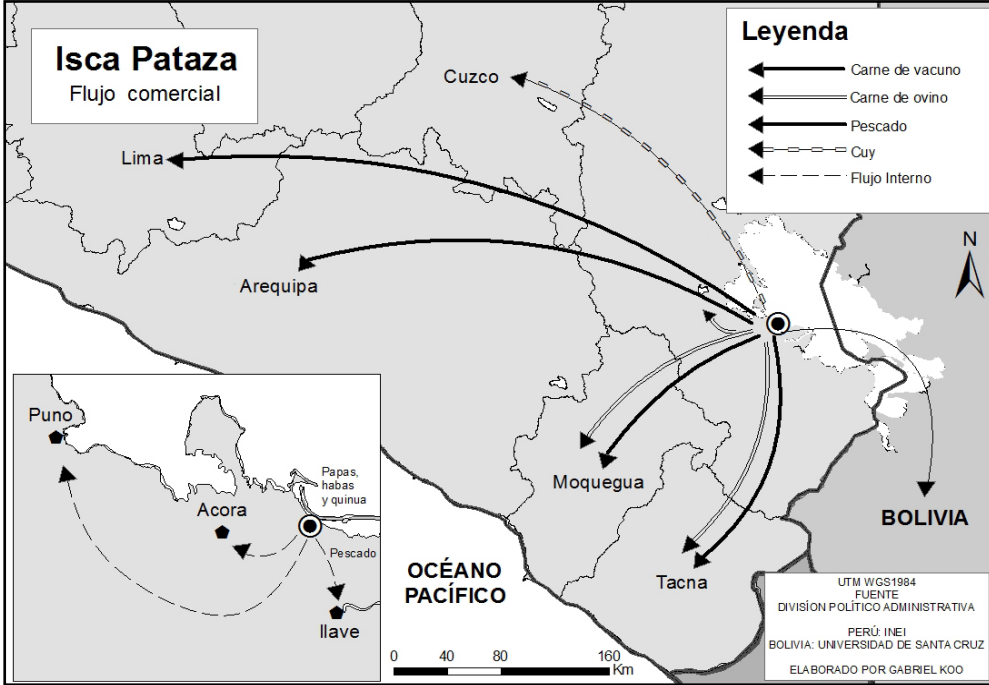 Isca Pataza
Flujo comercial
Leyenda
Carne de vacuno
Carne de ovino
Pescado
Cuy
Flujo Interno
Cuzco
Lima
Arequipa
N
Moquegua
Tacna
BOLIVIA
OCÉANO
PACÍFICO
0 40 80 160
Km
Puno
Acora
Papas,
habas
y quinua
Pescado
Ilave
UTM WGS1984
FUENTE
DIVISÍON POLÍTICO ADMINISTRATIVA
PERÚ: INEI
BOLIVIA: UNIVERSIDAD DE SANTA CRUZ
ELABORADO POR GABRIEL KOO